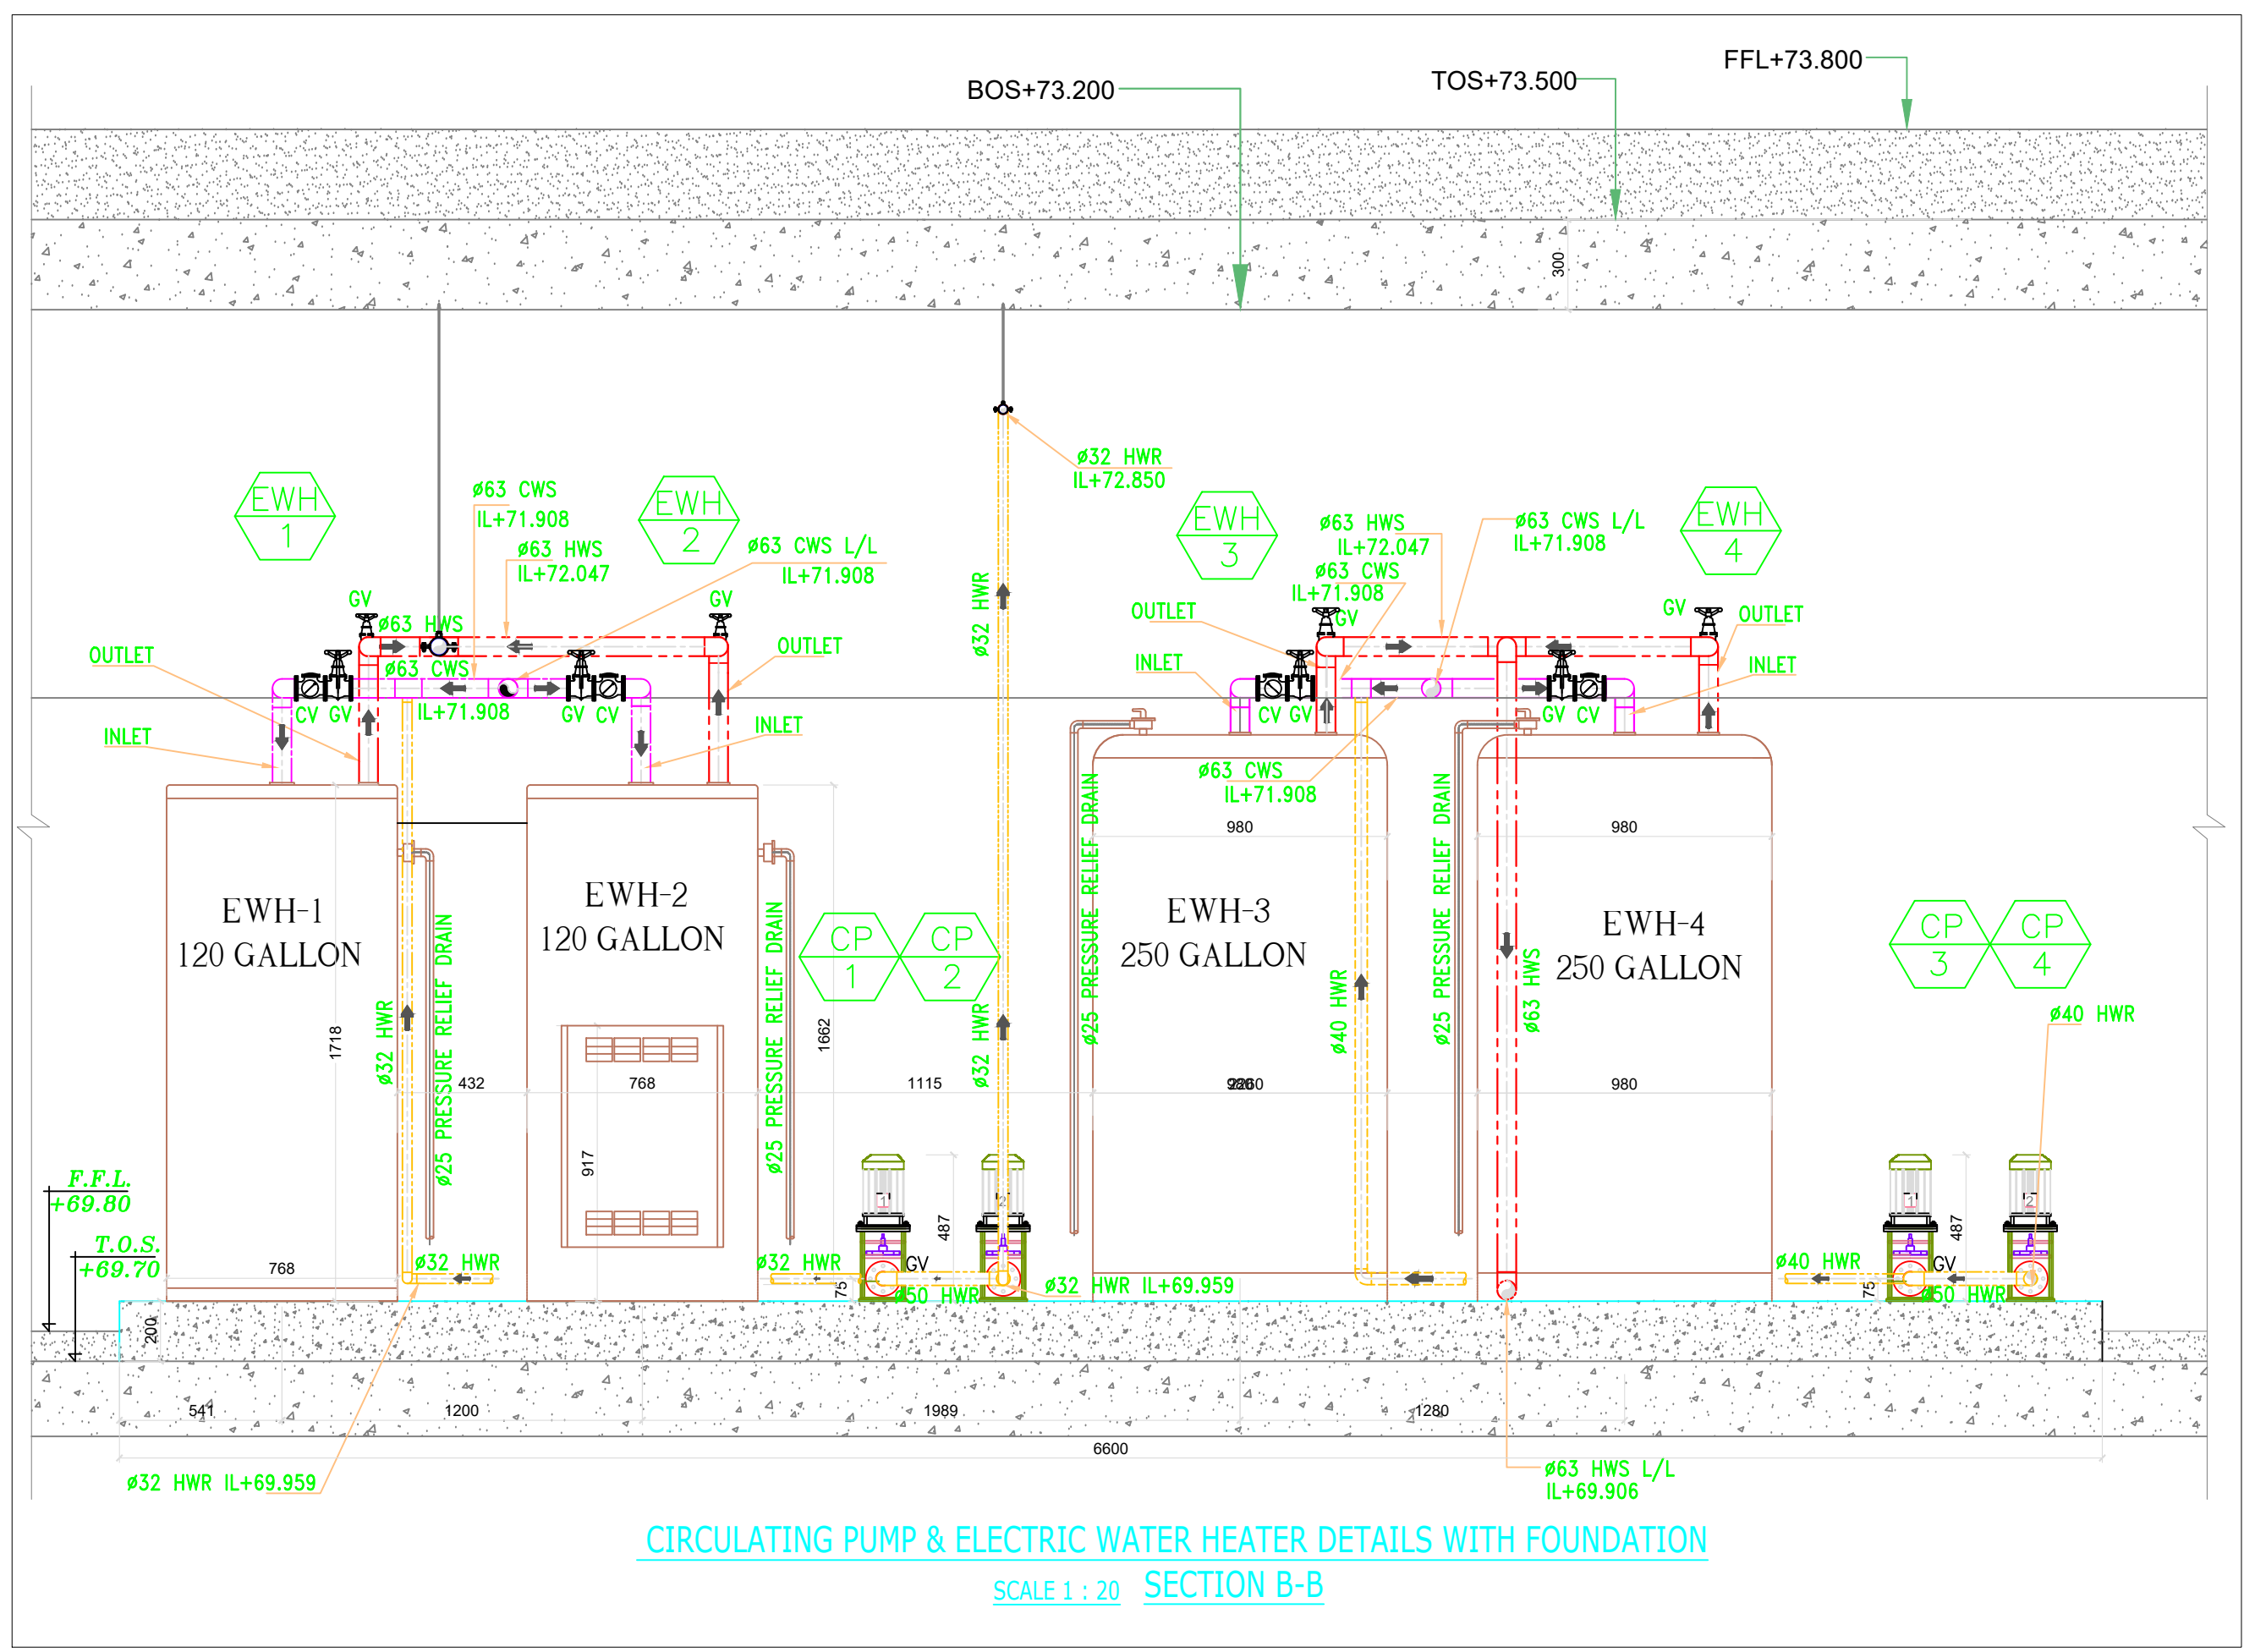 FFL+73.800
TOS+73.500
BOS+73.200
300
ø32 HWR
IL+72.850
EWH
1
ø63 CWS
IL+71.908
EWH
2
ø63 HWS
IL+72.047
ø63 CWS L/L
IL+71.908
EWH
3
ø63 HWS
IL+72.047
ø63 CWS
IL+71.908
ø63 CWS L/L
IL+71.908
EWH
4
GV
ø63 HWS
GV
OUTLET
ø63 CWS
OUTLET
CV GV
IL+71.908
GV CV
INLET
INLET
ø32 HWR
OUTLET
GV
GV
OUTLET
INLET
INLET
CV GV
GV CV
ø63 CWS
IL+71.908
980
980
EWH-1
120 GALLON
EWH-2
120 GALLON
CP
1
CP
2
EWH-3
250 GALLON
EWH-4
250 GALLON
CP
3
CP
4
ø40 HWR
1718
ø32 HWR
ø25 PRESSURE RELIEF DRAIN
ø25 PRESSURE RELIEF DRAIN
1662
ø32 HWR
ø25 PRESSURE RELIEF DRAIN
ø40 HWR
ø25 PRESSURE RELIEF DRAIN
ø63 HWS
432
768
1115
980
917
487
487
1
2
1
2
F.F.L.
+69.80
T.O.S.
+69.70
768
ø32 HWR
ø32 HWR
GV
75
ø50 HWR
ø32 HWR IL+69.959
ø40 HWR
GV
75
ø50 HWR
200
541
1200
1989
1280
6600
ø32 HWR IL+69.959
ø63 HWS L/L
IL+69.906
CIRCULATING PUMP & ELECTRIC WATER HEATER DETAILS WITH FOUNDATION
SCALE 1 : 20 SECTION B-B